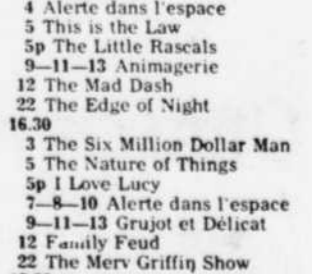 4 Alerte dans l'espace
5 This is the Law
5p The Little Rascals
9—11—13 Animagerie
12 The Mad Dash
22 The Edge of Night
16.30
3 The Six Million Dollar Man
5 The Nature of Things
5p I Love Lucy
7—8—10 Alerte dans l'espace
9—11—13 Grujot et Délicat
12 Family Feud
22 The Merv Griffin Show